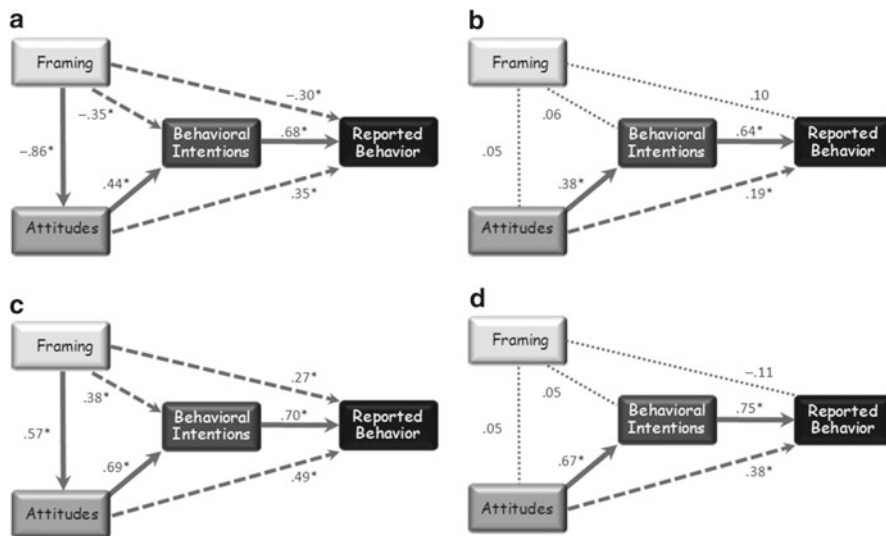 a
Framing
–.30*
–.35*
Behavioral
Intentions
.68*
Reported
Behavior
–.86*
.44*
.35*
Attitudes
b
Framing
.10
.06
Behavioral
Intentions
.64*
Reported
Behavior
.05
.38*
.19*
Attitudes
c
Framing
.27*
.38*
Behavioral
Intentions
.70*
Reported
Behavior
.57*
.69*
.49*
Attitudes
d
Framing
–.11
.05
Behavioral
Intentions
.75*
Reported
Behavior
.05
.67*
.38*
Attitudes